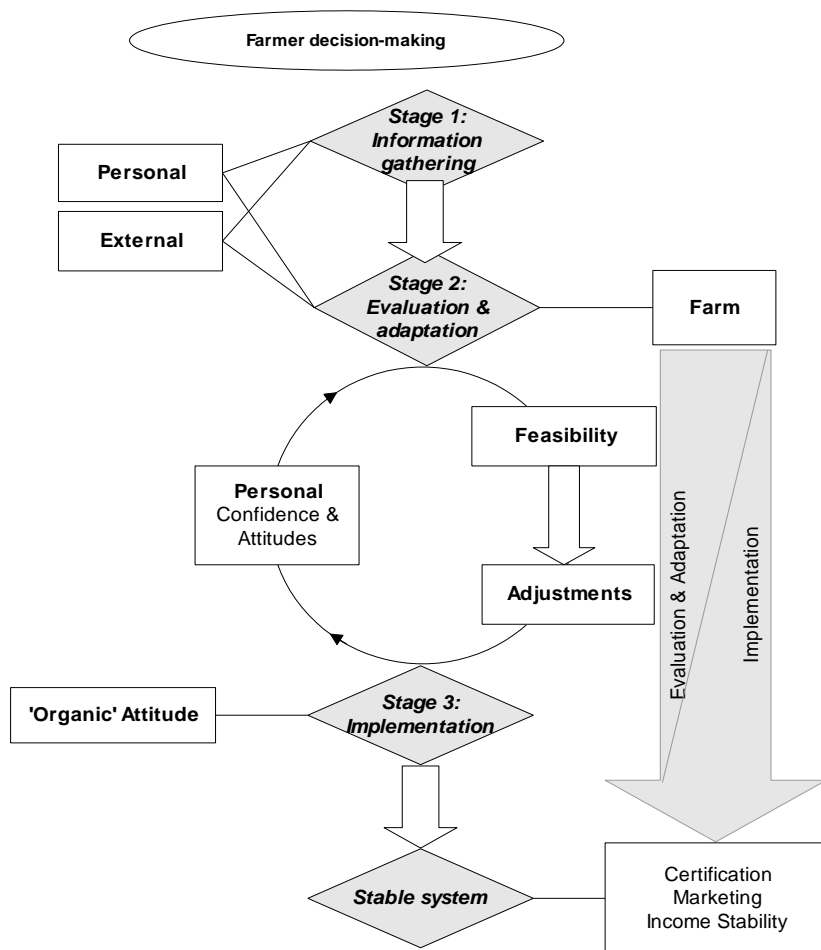 Farmer decision-making
Stage 1:
Information
gathering
Personal
External
Stage 2:
Evaluation &
adaptation
Farm
Feasibility
Personal
Confidence &
Attitudes
Adjustments
Evaluation & Adaptation
Implementation
'Organic' Attitude
Stage 3:
Implementation
Stable system
Certification
Marketing
Income Stability